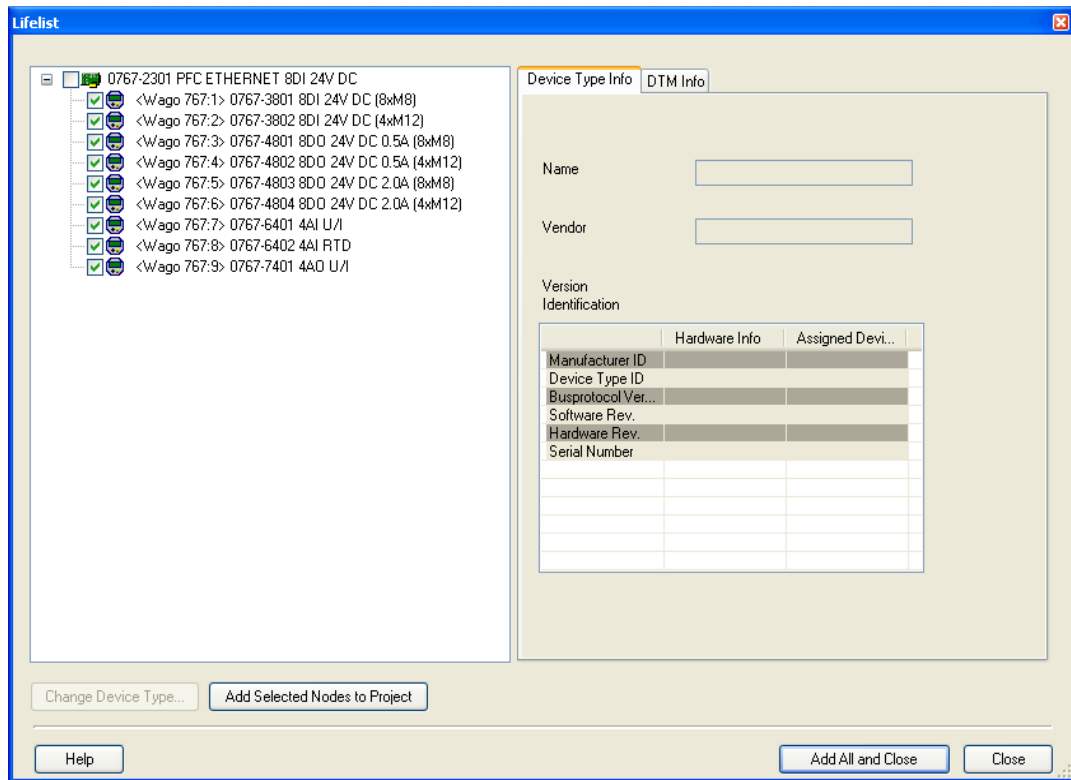 Lifelist
0767-2301 PFC ETHERNET 8DI 24V DC
<Wago 767:1> 0767-3801 8DI 24V DC (8xM8)
<Wago 767:2> 0767-3802 8DI 24V DC (4xM12)
<Wago 767:3> 0767-4801 8DO 24V DC 0.5A (8xM8)
<Wago 767:4> 0767-4802 8DO 24V DC 0.5A (4xM12)
<Wago 767:5> 0767-4803 8DO 24V DC 2.0A (8xM8)
<Wago 767:6> 0767-4804 8DO 24V DC 2.0A (4xM12)
<Wago 767:7> 0767-6401 4AI U/I
<Wago 767:8> 0767-6402 4AI RTD
<Wago 767:9> 0767-7401 4AO U/I
Device Type Info DTM Info
Name
Vendor
Version
Identification
Hardware Info Assigned Devi...
Manufacturer ID
Device Type ID
Busprotocol Ver...
Software Rev.
Hardware Rev.
Serial Number
Change Device Type... Add Selected Nodes to Project
Help Add All and Close Close